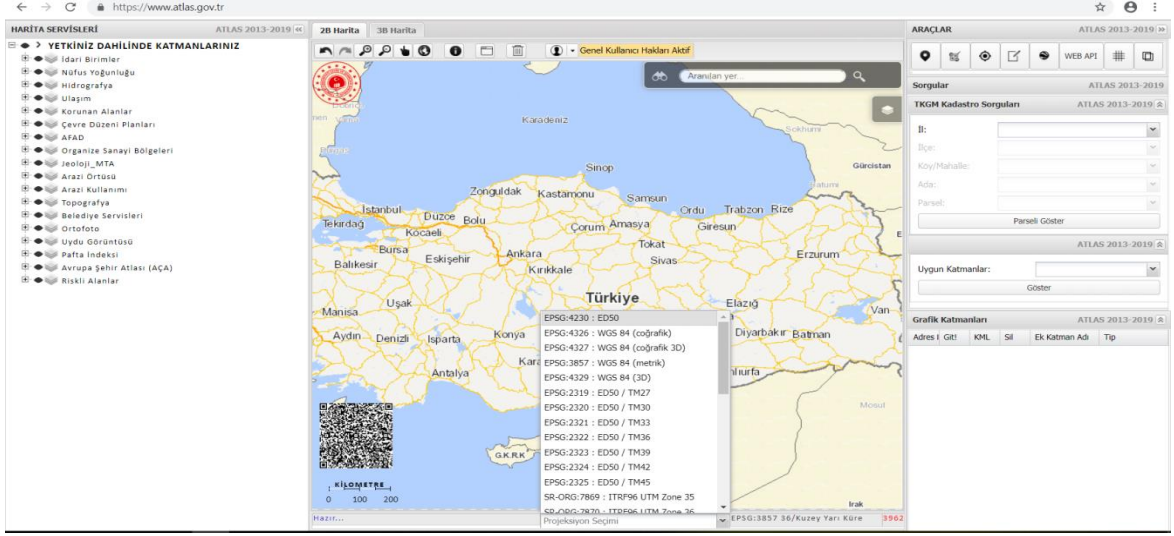 https://www.atlas.gov.tr
HARİTA SERVİSLERİ ATLAS 2013-2019
YETKİNİZ DAHİLİNDE KATMANLARINIZ
İdari Birimler
Nüfus Yoğunluğu
Hidrografya
Ulaşım
Korunan Alanlar
Çevre Düzeni Planları
AFAD
Organize Sanayi Bölgeleri
Jeoloji_MTA
Arazi Örtüsü
Arazi Kullanımı
Topografya
Belediye Servisleri
Ortofoto
Uydu Görüntüsü
Pafta İndeksi
Avrupa Şehir Atlası (AÇA)
Riskli Alanlar
2B Harita 3B Harita
Genel Kullanıcı Hakları Aktif
Aranılan yer...
Karadeniz
Sokhumi
Sinop
Gürcistan
Batumi
Zonguldak Kastamonu Samsun
İstanbul Düzce Bolu Ordu Trabzon Rize
Tekirdağ Kocaeli Çorum Amasya Giresun
Bursa Ankara Tokat
Balıkesir Eskişehir Kırıkkale Sivas Erzurum
Türkiye
Uşak Elazığ
Manisa Van
Aydın Denizli Isparta Konya Diyarbakır Batman
Antalya
Mosul
G.K.R.K
Irak
KİLOMETRE
0 100 200
EPSG:4230 : ED50
EPSG:4326 : WGS 84 (coğrafik)
EPSG:4327 : WGS 84 (coğrafik 3D)
EPSG:3857 : WGS 84 (metrik)
EPSG:4329 : WGS 84 (3D)
EPSG:2319 : ED50 / TM27
EPSG:2320 : ED50 / TM30
EPSG:2321 : ED50 / TM33
EPSG:2322 : ED50 / TM36
EPSG:2323 : ED50 / TM39
EPSG:2324 : ED50 / TM42
EPSG:2325 : ED50 / TM45
SR-ORG:7869 : ITRF96 UTM Zone 35
SR-ORG:7870 : ITRF96 UTM Zone 36
Hazır... Projeksiyon Seçimi EPSG:3857 36/Kuzey Yarı Küre 3962
ARAÇLAR ATLAS 2013-2019
WEB API
Sorgular ATLAS 2013-2019
TKGM Kadastro Sorguları ATLAS 2013-2019
İl:
İlçe:
Köy/Mahalle:
Ada:
Parsel:
Parseli Göster
ATLAS 2013-2019
Uygun Katmanlar:
Göster
Grafik Katmanları ATLAS 2013-2019
Adres İ Git! KML Sil Ek Katman Adı Tip